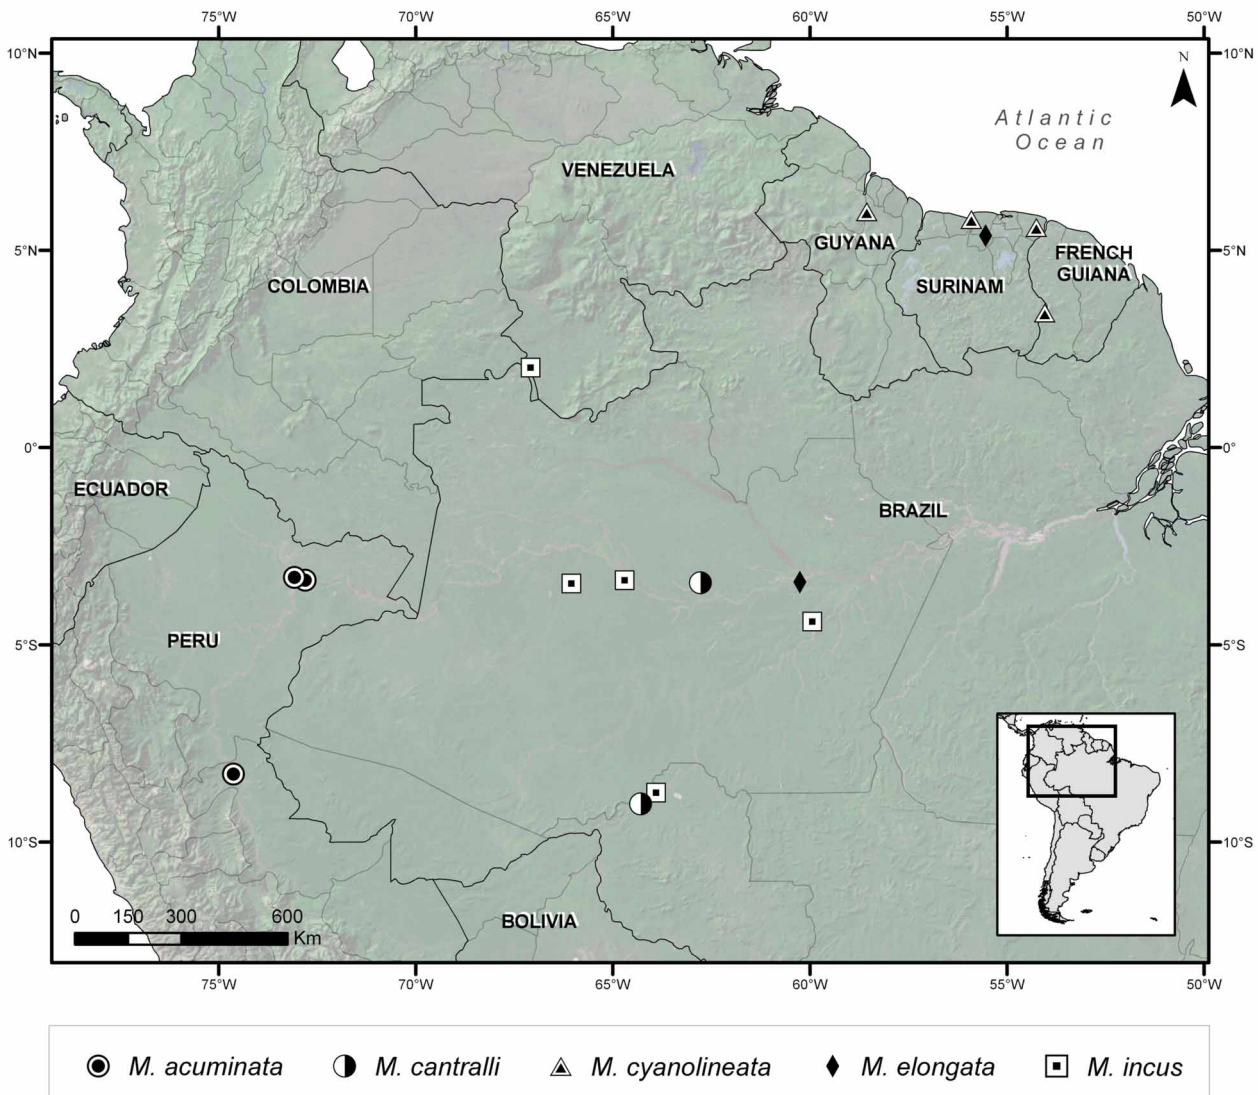 75°W 70°W 65°W 60°W 55°W 50°W
10°N 10°N
N
Atlantic
Ocean
VENEZUELA
5°N 5°N
GUYANA
FRENCH
GUIANA
COLOMBIA
SURINAM
0° 0°
ECUADOR
BRAZIL
PERU
5°S 5°S
10°S 10°S
BOLIVIA
0 150 300 600
Km
75°W 70°W 65°W 60°W 55°W 50°W
M. acuminata M. cantralli M. cyanolineata M. elongata M. incus